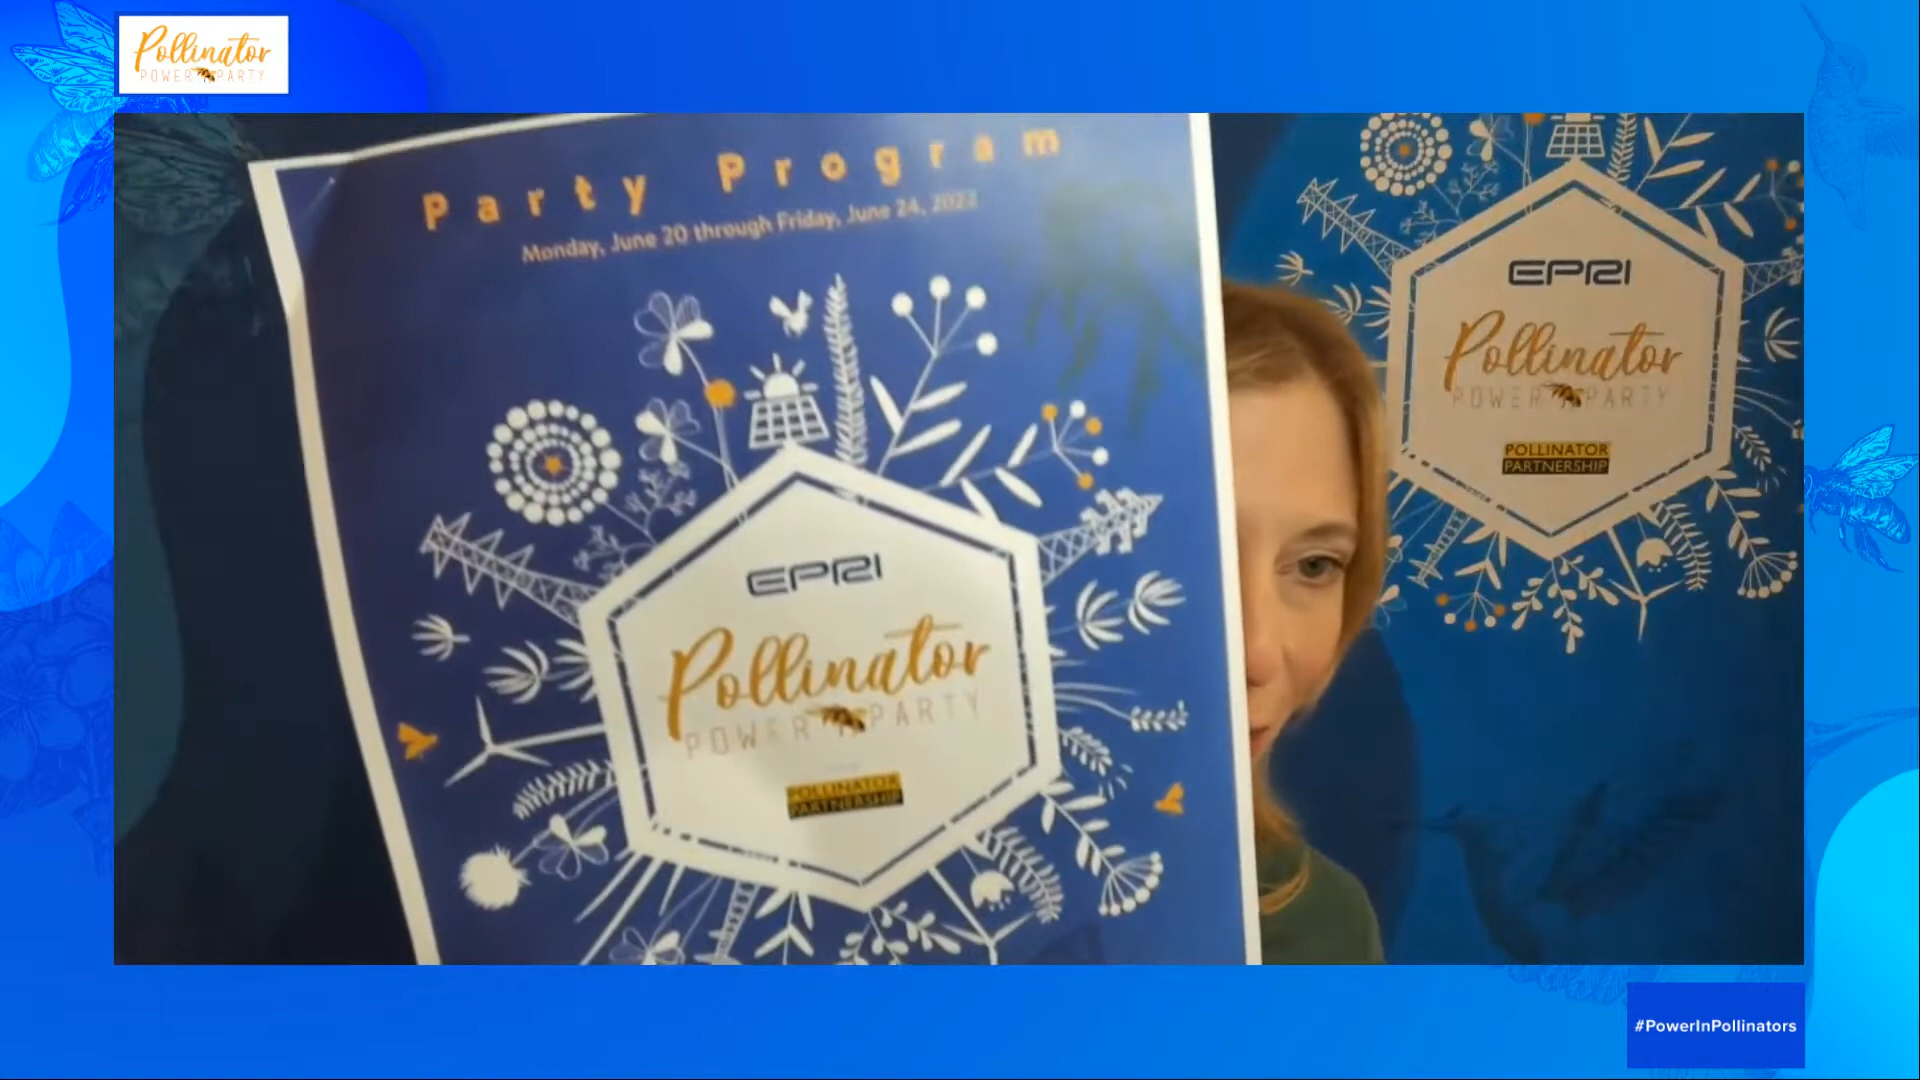 Pollinator
POWER PARTY
Party Program
Monday, June 20 through Friday, June 24, 2022
EPRI
Pollinator
POWER PARTY
POLLINATOR
PARTNERSHIP
EPRI
Pollinator
POWER PARTY
POLLINATOR
PARTNERSHIP
#PowerInPollinators